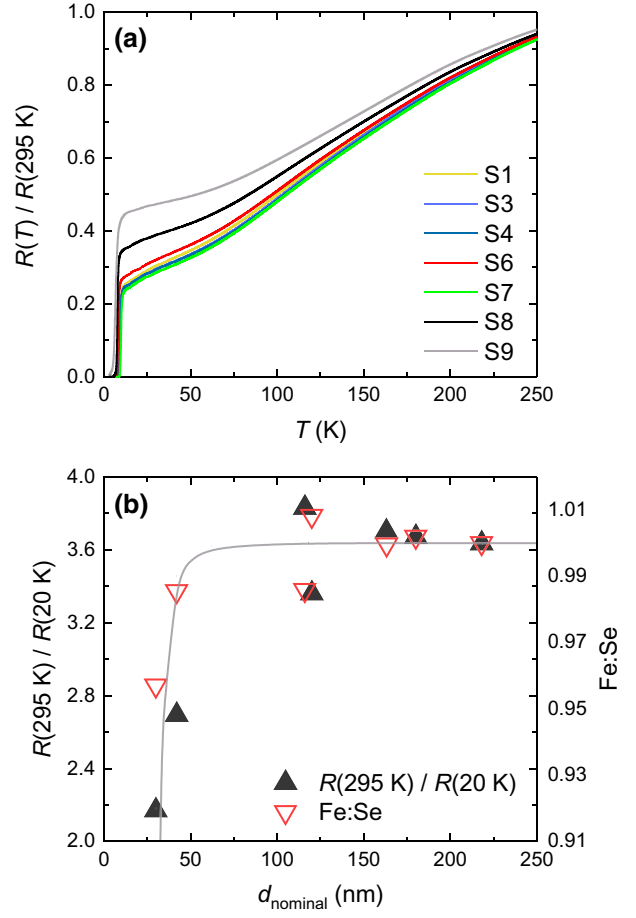 (a)
R(T) / R(295 K)
1.0
0.8
0.6
0.4
0.2
0.0
S1
S3
S4
S6
S7
S8
S9
0 50 100 150 200 250
T (K)
(b)
R(295 K) / R(20 K)
4.0
3.6
3.2
2.8
2.4
2.0
1.01
0.99
0.97
0.95
0.93
0.91
Fe:Se
R(295 K) / R(20 K)
Fe:Se
0 50 100 150 200 250
dnominal (nm)